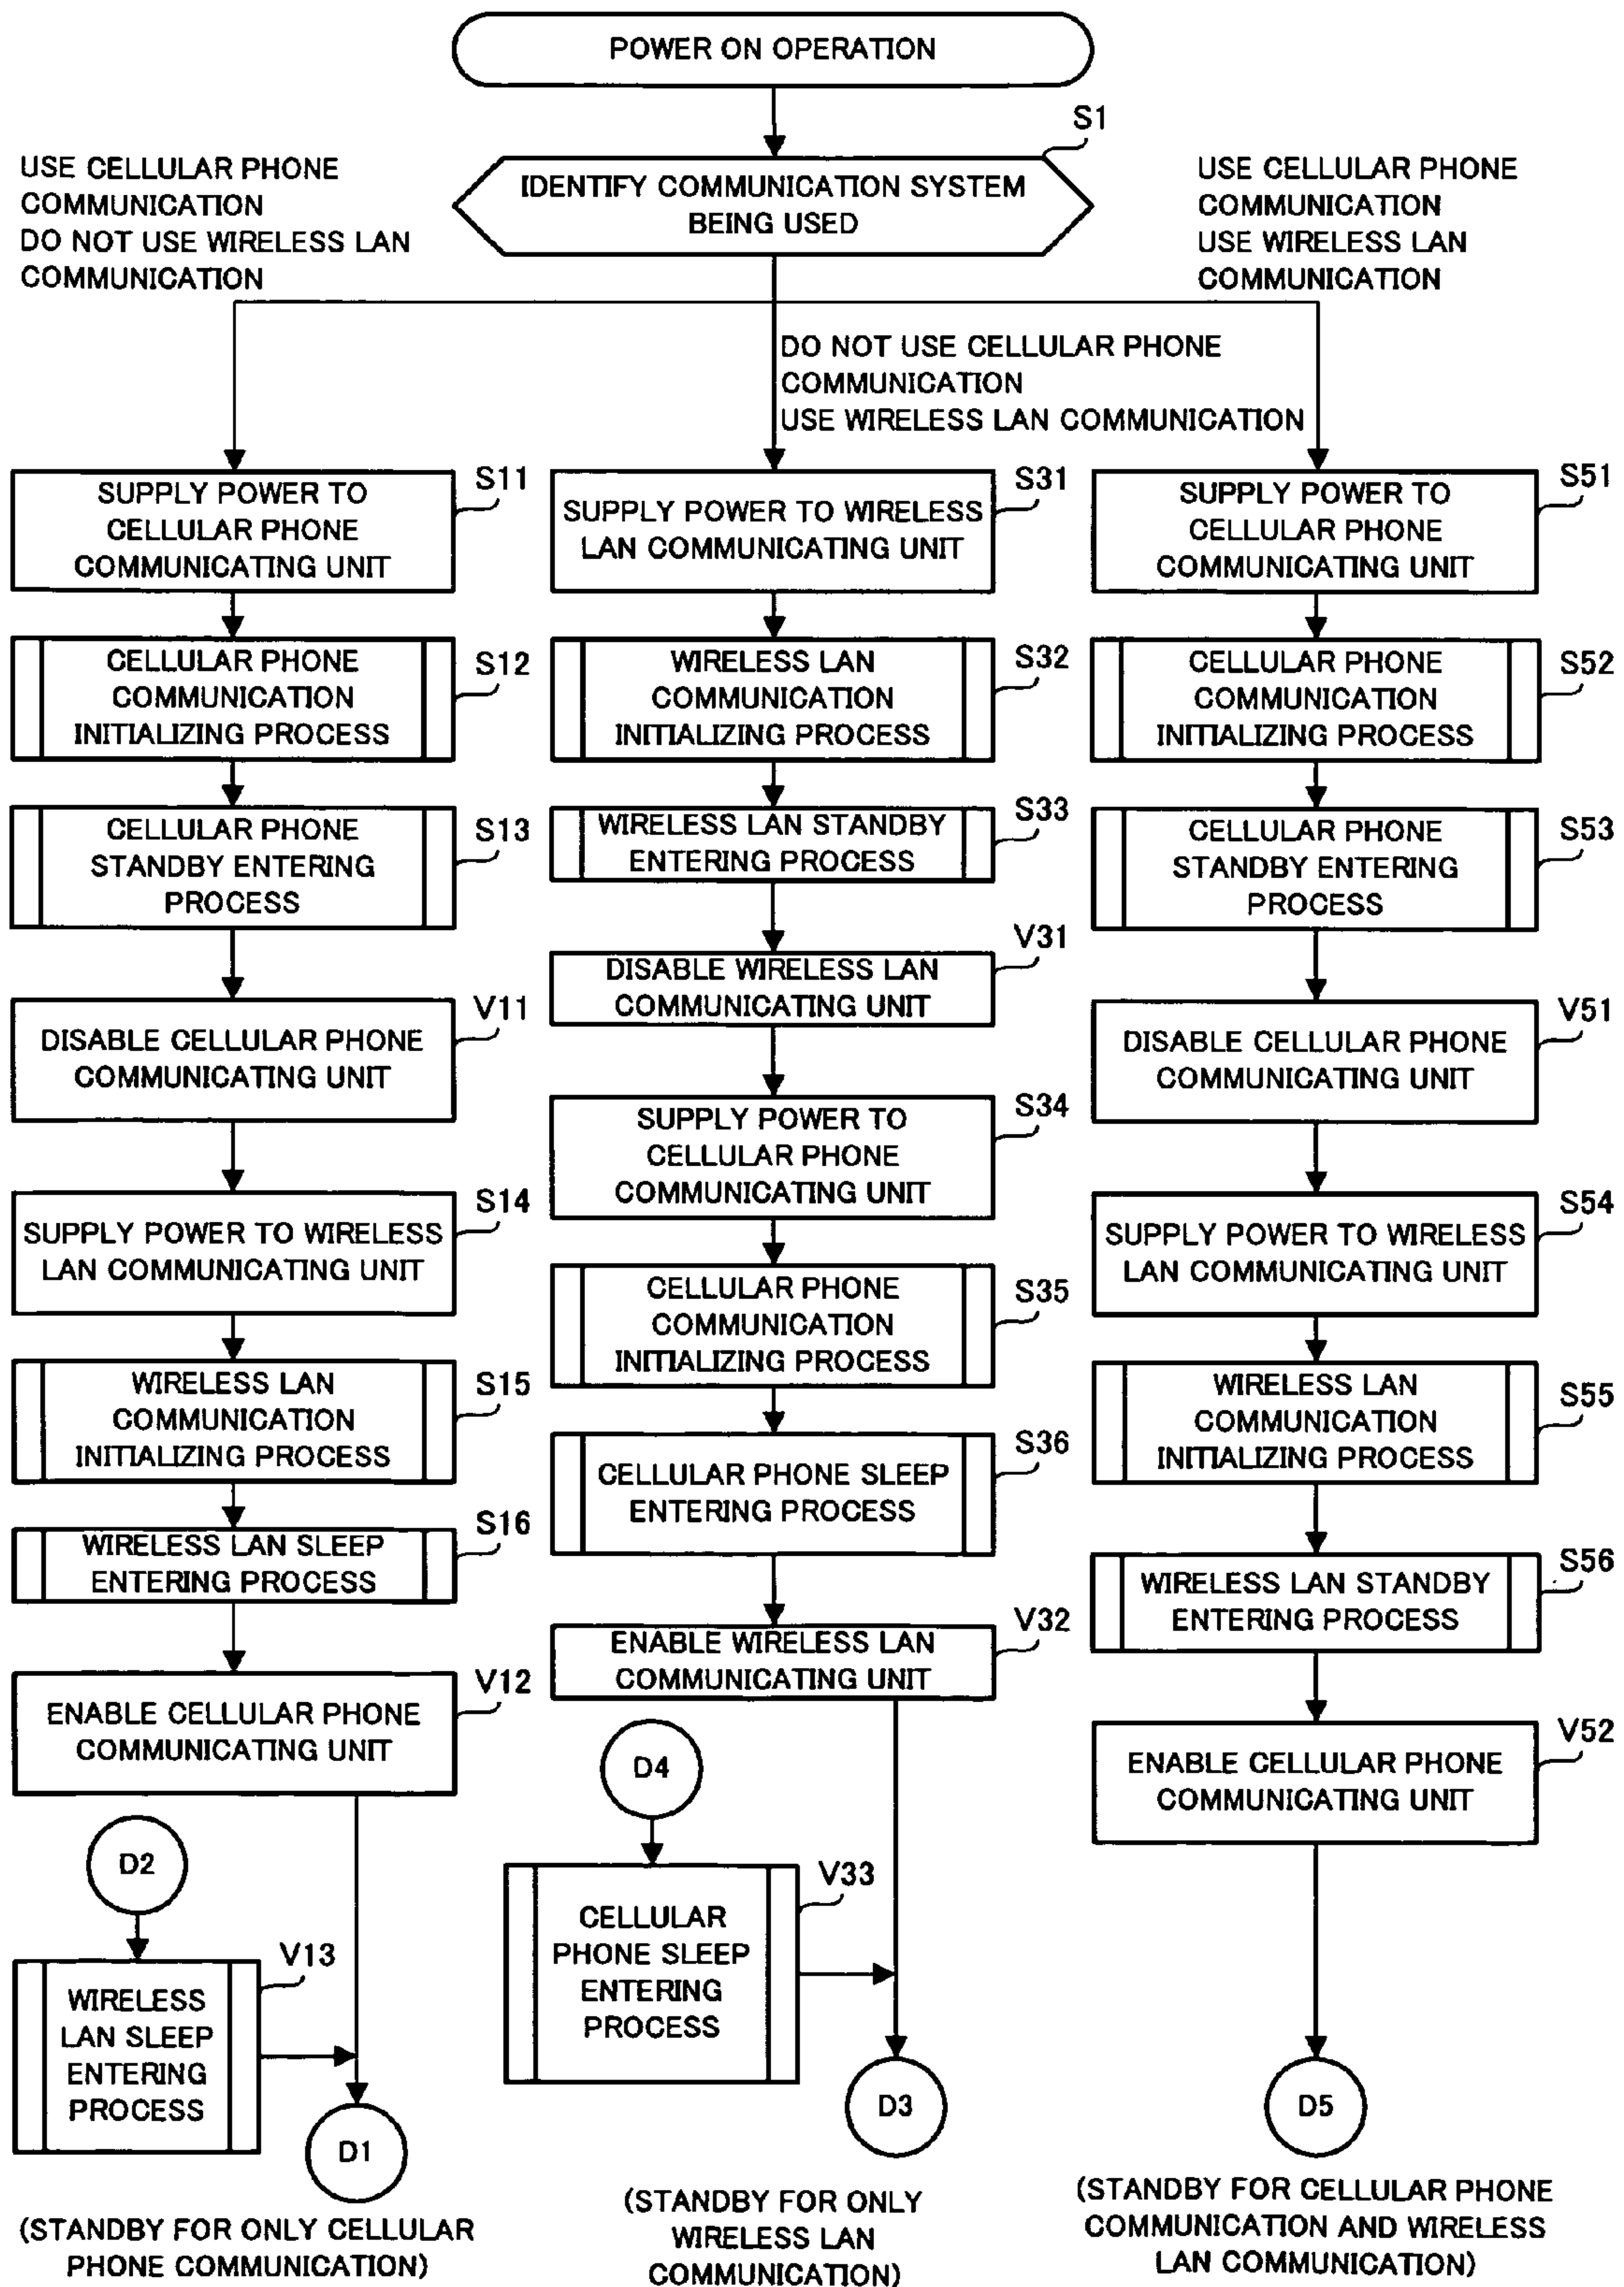 POWER ON OPERATION
S1
IDENTIFY COMMUNICATION SYSTEM
BEING USED
USE CELLULAR PHONE
COMMUNICATION
DO NOT USE WIRELESS LAN
COMMUNICATION
USE CELLULAR PHONE
COMMUNICATION
USE WIRELESS LAN
COMMUNICATION
DO NOT USE CELLULAR PHONE
COMMUNICATION
USE WIRELESS LAN COMMUNICATION
S11
SUPPLY POWER TO
CELLULAR PHONE
COMMUNICATING UNIT
S12
CELLULAR PHONE
COMMUNICATION
INITIALIZING PROCESS
S13
CELLULAR PHONE
STANDBY ENTERING
PROCESS
V11
DISABLE CELLULAR PHONE
COMMUNICATING UNIT
S14
SUPPLY POWER TO WIRELESS
LAN COMMUNICATING UNIT
S15
WIRELESS LAN
COMMUNICATION
INITIALIZING PROCESS
S16
WIRELESS LAN SLEEP
ENTERING PROCESS
V12
ENABLE CELLULAR PHONE
COMMUNICATING UNIT
D2
V13
WIRELESS
LAN SLEEP
ENTERING
PROCESS
D1
(STANDBY FOR ONLY CELLULAR
PHONE COMMUNICATION)
S31
SUPPLY POWER TO WIRELESS
LAN COMMUNICATING UNIT
S32
WIRELESS LAN
COMMUNICATION
INITIALIZING PROCESS
S33
WIRELESS LAN STANDBY
ENTERING PROCESS
V31
DISABLE WIRELESS LAN
COMMUNICATING UNIT
S34
SUPPLY POWER TO
CELLULAR PHONE
COMMUNICATING UNIT
S35
CELLULAR PHONE
COMMUNICATION
INITIALIZING PROCESS
S36
CELLULAR PHONE SLEEP
ENTERING PROCESS
V32
ENABLE WIRELESS LAN
COMMUNICATING UNIT
D4
V33
CELLULAR
PHONE SLEEP
ENTERING
PROCESS
D3
(STANDBY FOR ONLY
WIRELESS LAN
COMMUNICATION)
S51
SUPPLY POWER TO
CELLULAR PHONE
COMMUNICATING UNIT
S52
CELLULAR PHONE
COMMUNICATION
INITIALIZING PROCESS
S53
CELLULAR PHONE
STANDBY ENTERING
PROCESS
V51
DISABLE CELLULAR PHONE
COMMUNICATING UNIT
S54
SUPPLY POWER TO WIRELESS
LAN COMMUNICATING UNIT
S55
WIRELESS LAN
COMMUNICATION
INITIALIZING PROCESS
S56
WIRELESS LAN STANDBY
ENTERING PROCESS
V52
ENABLE CELLULAR PHONE
COMMUNICATING UNIT
D5
(STANDBY FOR CELLULAR PHONE
COMMUNICATION AND WIRELESS
LAN COMMUNICATION)